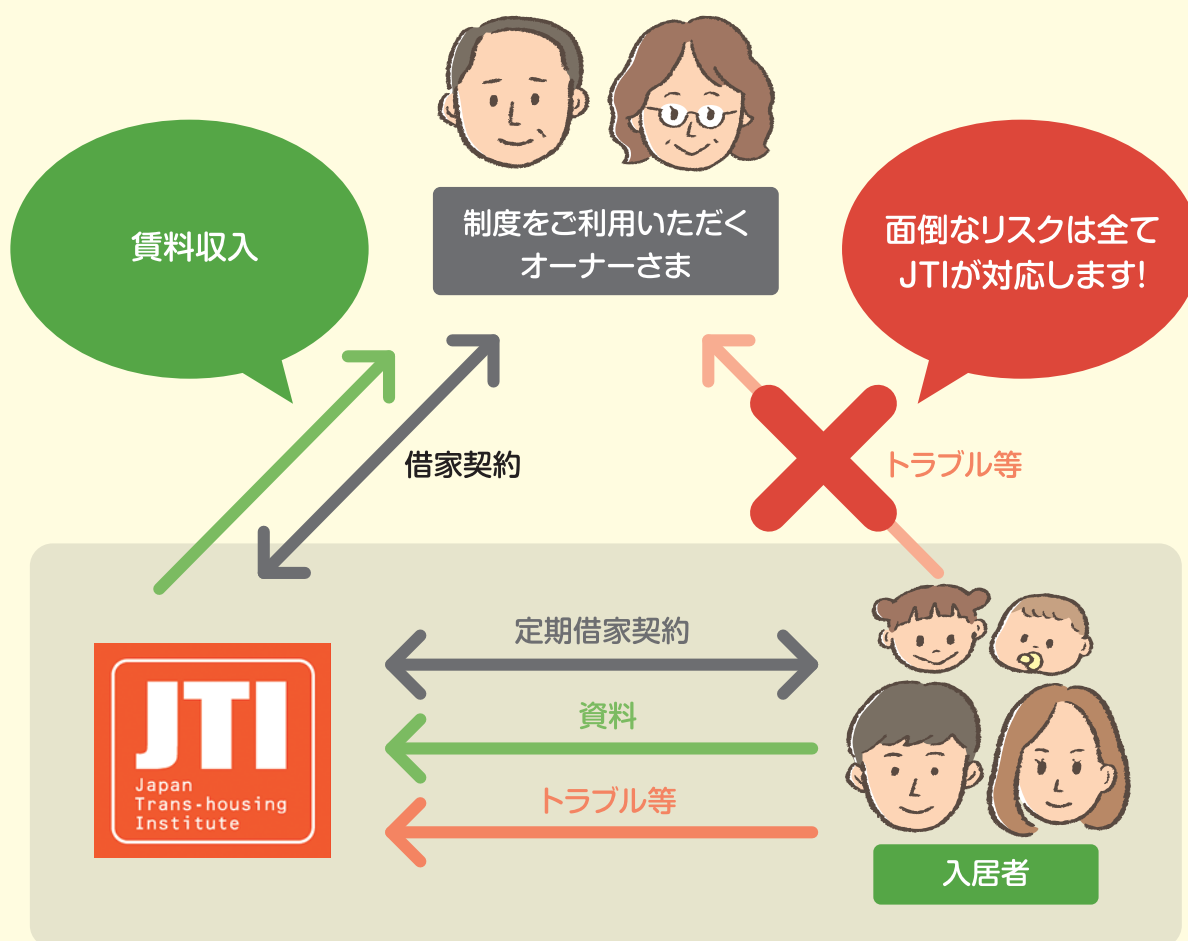 賃料収入
制度をご利用いただく
オーナーさま
面倒なリスクは全て
JTIが対応します!
借家契約
トラブル等
定期借家契約
資料
トラブル等
JTI
Japan
Trans-housing
Institute
入居者